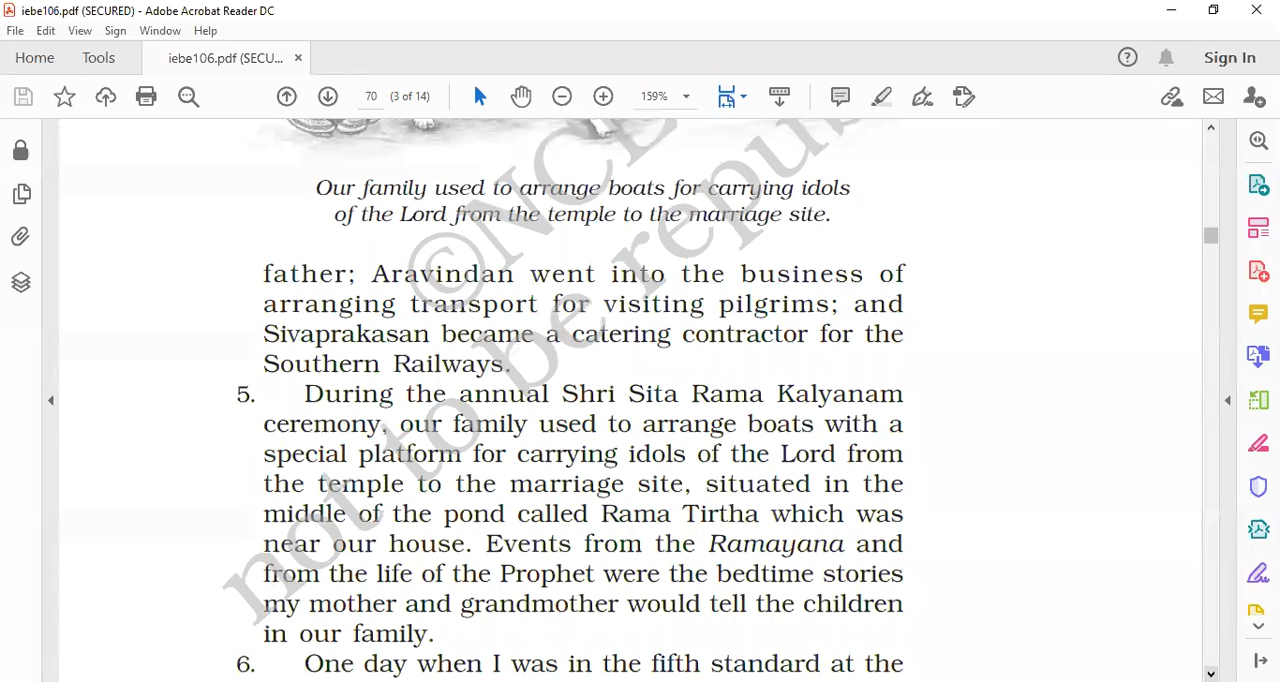 iebe106.pdf (SECURED) - Adobe Acrobat Reader DC
File Edit View Sign Window Help
Home Tools iebe106.pdf (SECU... × Sign In
70 (3 of 14) 159%
Our family used to arrange boats for carrying idols
of the Lord from the temple to the marriage site.
father; Aravindan went into the business of
arranging transport for visiting pilgrims; and
Sivaprakasan became a catering contractor for the
Southern Railways.
5. During the annual Shri Sita Rama Kalyanam
ceremony, our family used to arrange boats with a
special platform for carrying idols of the Lord from
the temple to the marriage site, situated in the
middle of the pond called Rama Tirtha which was
near our house. Events from the Ramayana and
from the life of the Prophet were the bedtime stories
my mother and grandmother would tell the children
in our family.
6. One day when I was in the fifth standard at the
©NCE
not to be repub